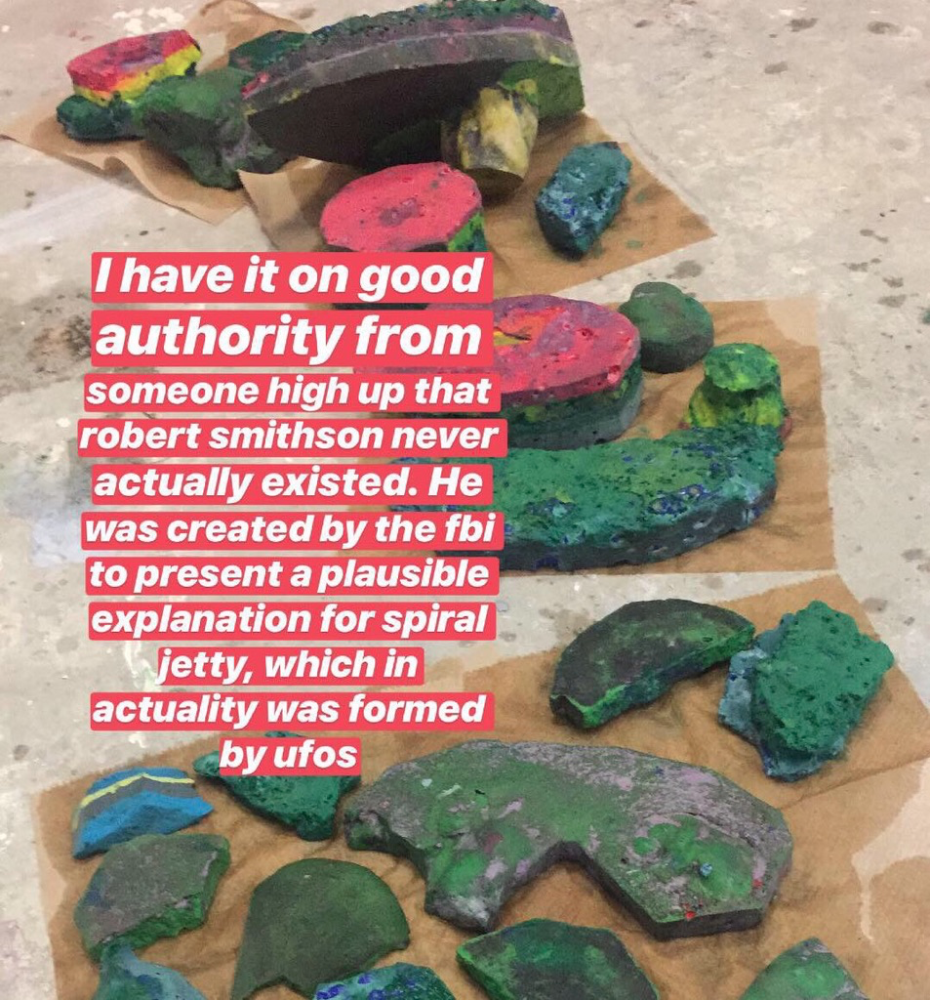 I have it on good
authority from
someone high up that
robert smithson never
actually existed. He
was created by the fbi
to present a plausible
explanation for spiral
jetty, which in
actuality was formed
by ufos